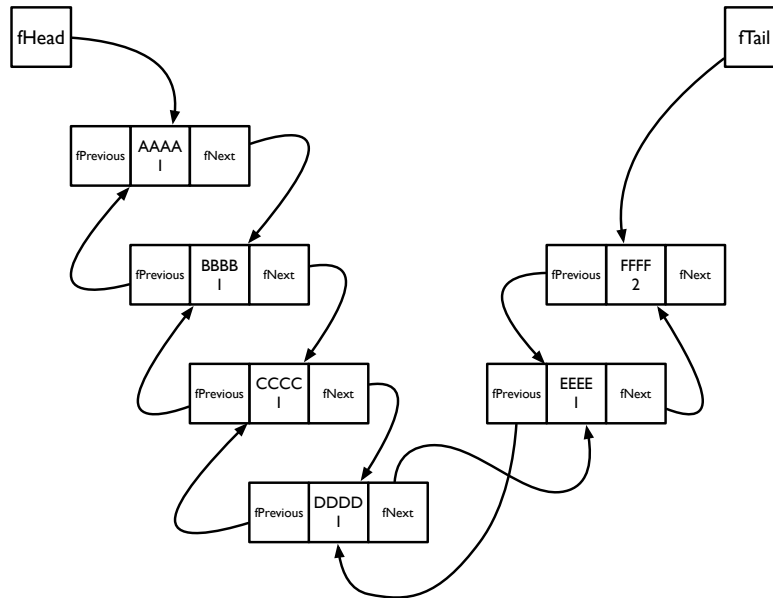 fHead
fTail
fPrevious
AAAA
1
fNext
fPrevious
BBBB
1
fNext
fPrevious
FFFF
2
fNext
fPrevious
CCCC
1
fNext
fPrevious
EEEE
1
fNext
fPrevious
DDDD
1
fNext